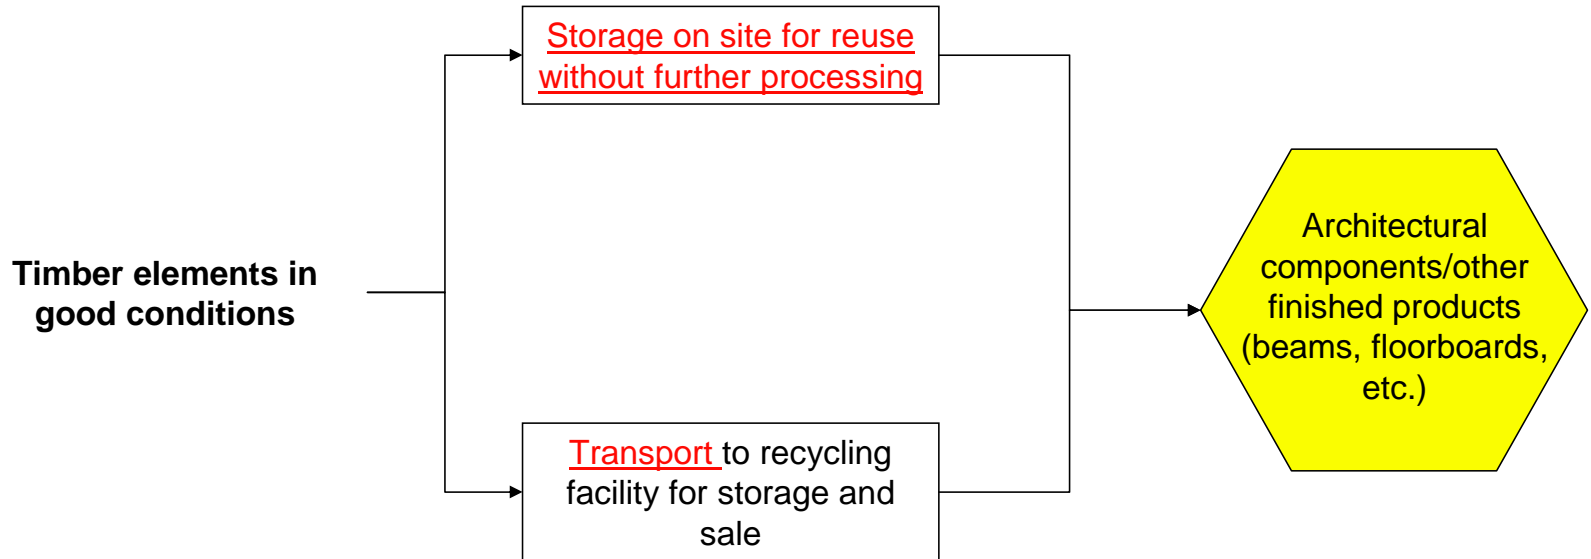 Storage on site for reuse
without further processing
Timber elements in
good conditions
Architectural
components/other
finished products
(beams, floorboards,
etc.)
Transport to recycling
facility for storage and
sale